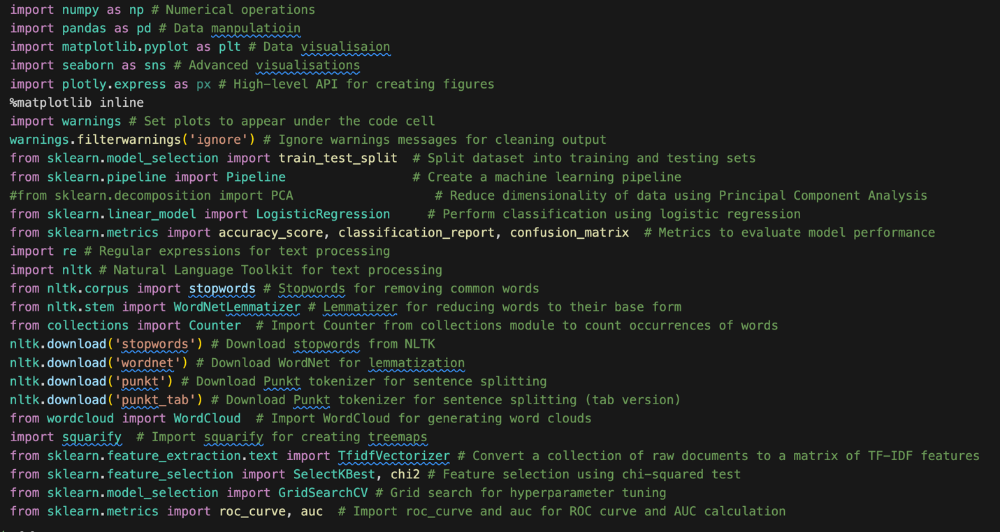 import numpy as np # Numerical operations
import pandas as pd # Data manpulatioin
import matplotlib.pyplot as plt # Data visualisaion
import seaborn as sns # Advanced visualisations
import plotly.express as px # High-level API for creating figures
%matplotlib inline
import warnings # Set plots to appear under the code cell
warnings.filterwarnings('ignore') # Ignore warnings messages for cleaning output
from sklearn.model_selection import train_test_split  # Split dataset into training and testing sets
from sklearn.pipeline import Pipeline                 # Create a machine learning pipeline
#from sklearn.decomposition import PCA                   # Reduce dimensionality of data using Principal Component Analysis
from sklearn.linear_model import LogisticRegression     # Perform classification using logistic regression
from sklearn.metrics import accuracy_score, classification_report, confusion_matrix  # Metrics to evaluate model performance
import re # Regular expressions for text processing
import nltk # Natural Language Toolkit for text processing
from nltk.corpus import stopwords # Stopwords for removing common words
from nltk.stem import WordNetLemmatizer # Lemmatizer for reducing words to their base form
from collections import Counter  # Import Counter from collections module to count occurrences of words
nltk.download('stopwords') # Download stopwords from NLTK
nltk.download('wordnet') # Download WordNet for lemmatization
nltk.download('punkt') # Download Punkt tokenizer for sentence splitting
nltk.download('punkt_tab') # Download Punkt tokenizer for sentence splitting (tab version)
from wordcloud import WordCloud  # Import WordCloud for generating word clouds
import squarify  # Import squarify for creating treemaps
from sklearn.feature_extraction.text import TfidfVectorizer # Convert a collection of raw documents to a matrix of TF-IDF features
from sklearn.feature_selection import SelectKBest, chi2 # Feature selection using chi-squared test
from sklearn.model_selection import GridSearchCV # Grid search for hyperparameter tuning
from sklearn.metrics import roc_curve, auc  # Import roc_curve and auc for ROC curve and AUC calculation